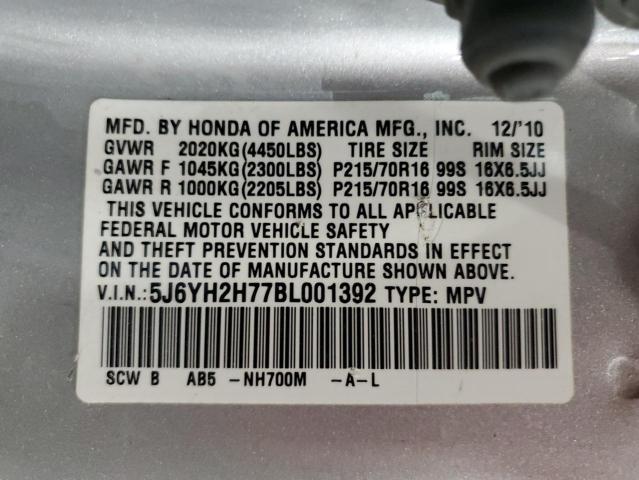 MFD. BY HONDA OF AMERICA MFG., INC. 12/'10
GVWR 2020KG(4450LBS) TIRE SIZE RIM SIZE
GAWR F 1045KG(2300LBS) P215/70R16 99S 16X6.5JJ
GAWR R 1000KG(2205LBS) P215/70R16 99S 16X6.5JJ
THIS VEHICLE CONFORMS TO ALL APPLICABLE
FEDERAL MOTOR VEHICLE SAFETY
AND THEFT PREVENTION STANDARDS IN EFFECT
ON THE DATE OF MANUFACTURE SHOWN ABOVE.
V.I.N.:5J6YH2H77BL001392 TYPE: MPV
SCW B AB5 -NH700M -A-L